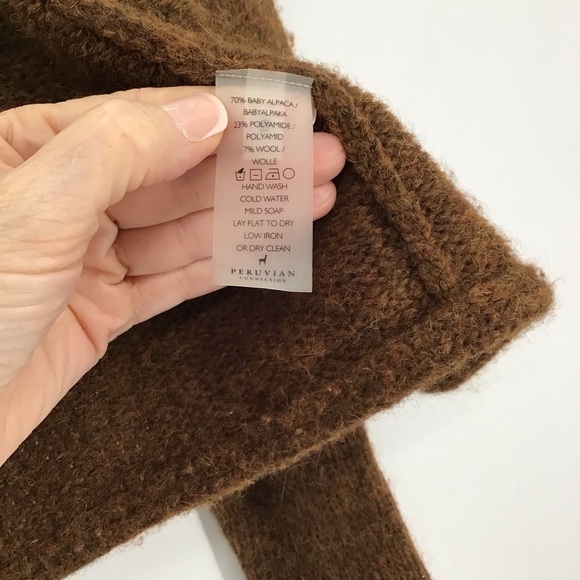 70% BABY ALPACA /
BABYALPAKA
23% POLYAMIDE /
POLYAMID
7% WOOL /
WOLLE
HAND WASH
COLD WATER
MILD SOAP
LAY FLAT TO DRY
LOW IRON
OR DRY CLEAN
PERUVIAN
CONNECTION